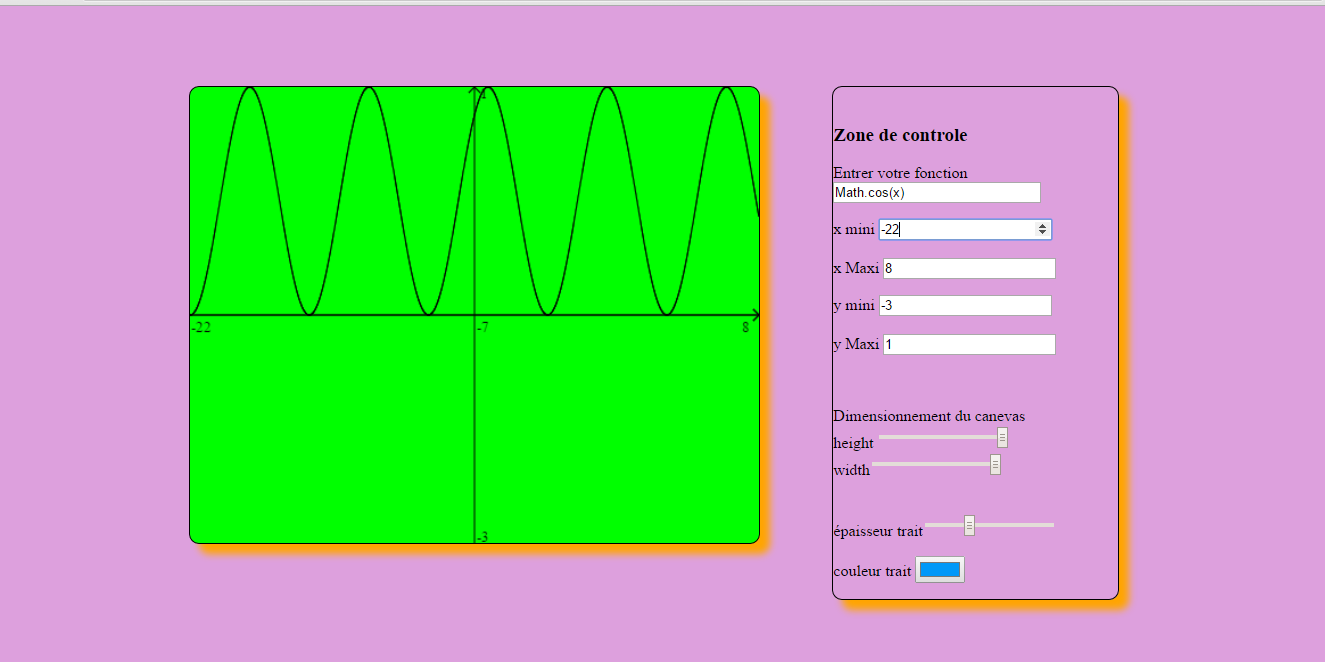 1
-22
-7
8
-3
Zone de controle
Entrer votre fonction
Math.cos(x)
x mini -22
x Maxi 8
y mini -3
y Maxi 1
Dimensionnement du canevas
height
width
épaisseur trait
couleur trait